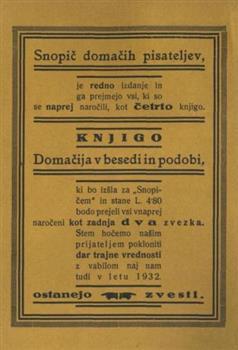 Snopič domačih pisateljev,
je redno izdanje in
ga prejmejo vsi, ki so
se naprej naročili, kot četrto knjigo.
KNJIGO
Domačija v besedi in podobi,
ki bo izšla za „Snopi-
čem" in stane L. 4·80
bodo prejeli vsi vnaprej
naročeni kot zadnja dva zvezka.
Stem hočemo našim
prijateljem pokloniti
dar trajne vrednosti
z vabilom naj nam
tudi v letu 1932.
ostanejo zvesti.